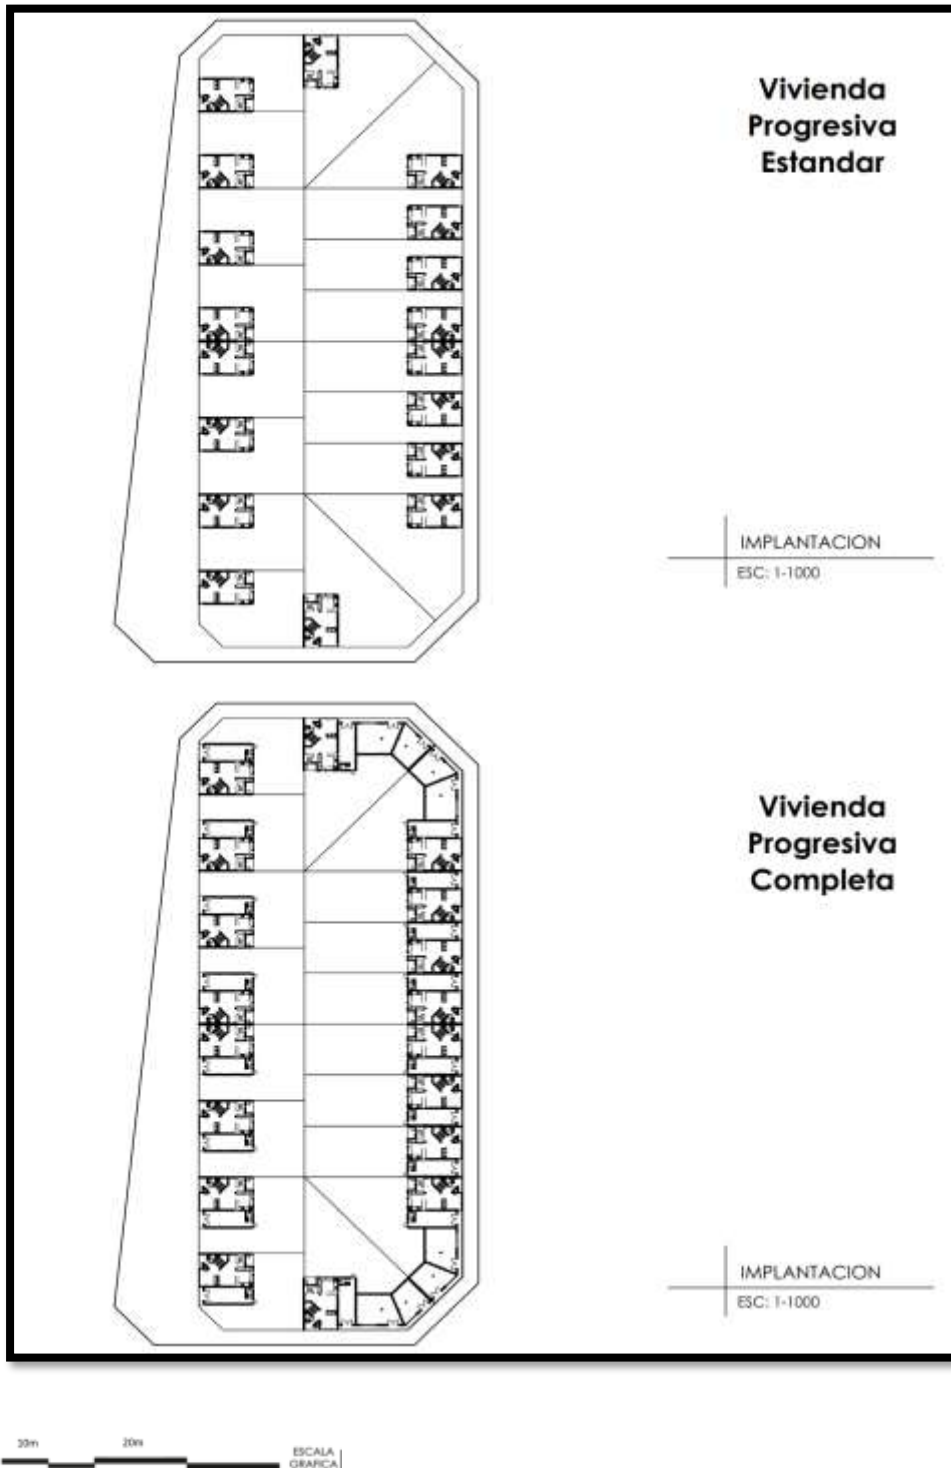 Vivienda
Progresiva
Estandar
IMPLANTACION
ESC: 1-1000
Vivienda
Progresiva
Completa
IMPLANTACION
ESC: 1-1000
20m
ESCALA
GRAFICA